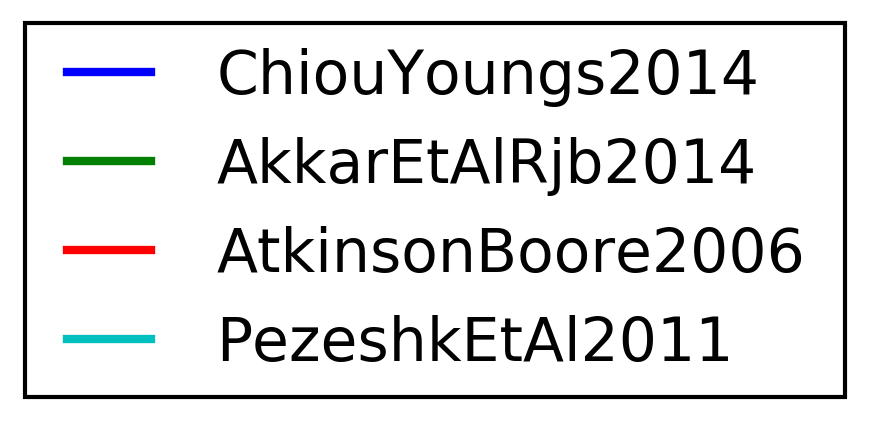 ChiouYoungs2014
AkkarEtAlRjb2014
AtkinsonBoore2006
PezeshkEtAl2011